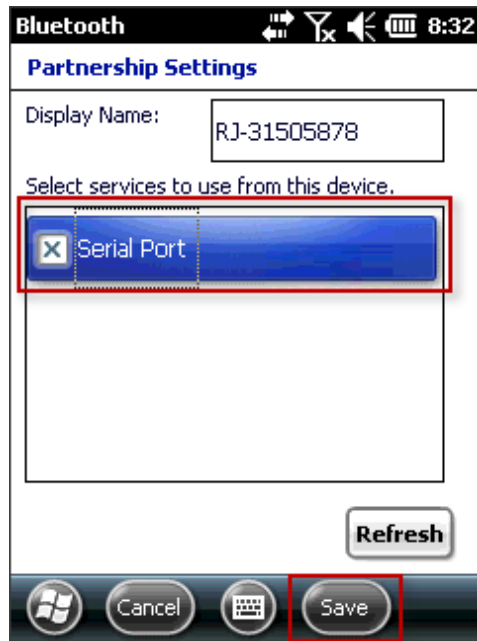 Bluetooth 8:32
Partnership Settings
Display Name:
RJ-31505878
Select services to use from this device.
Serial Port
Refresh
Cancel Save